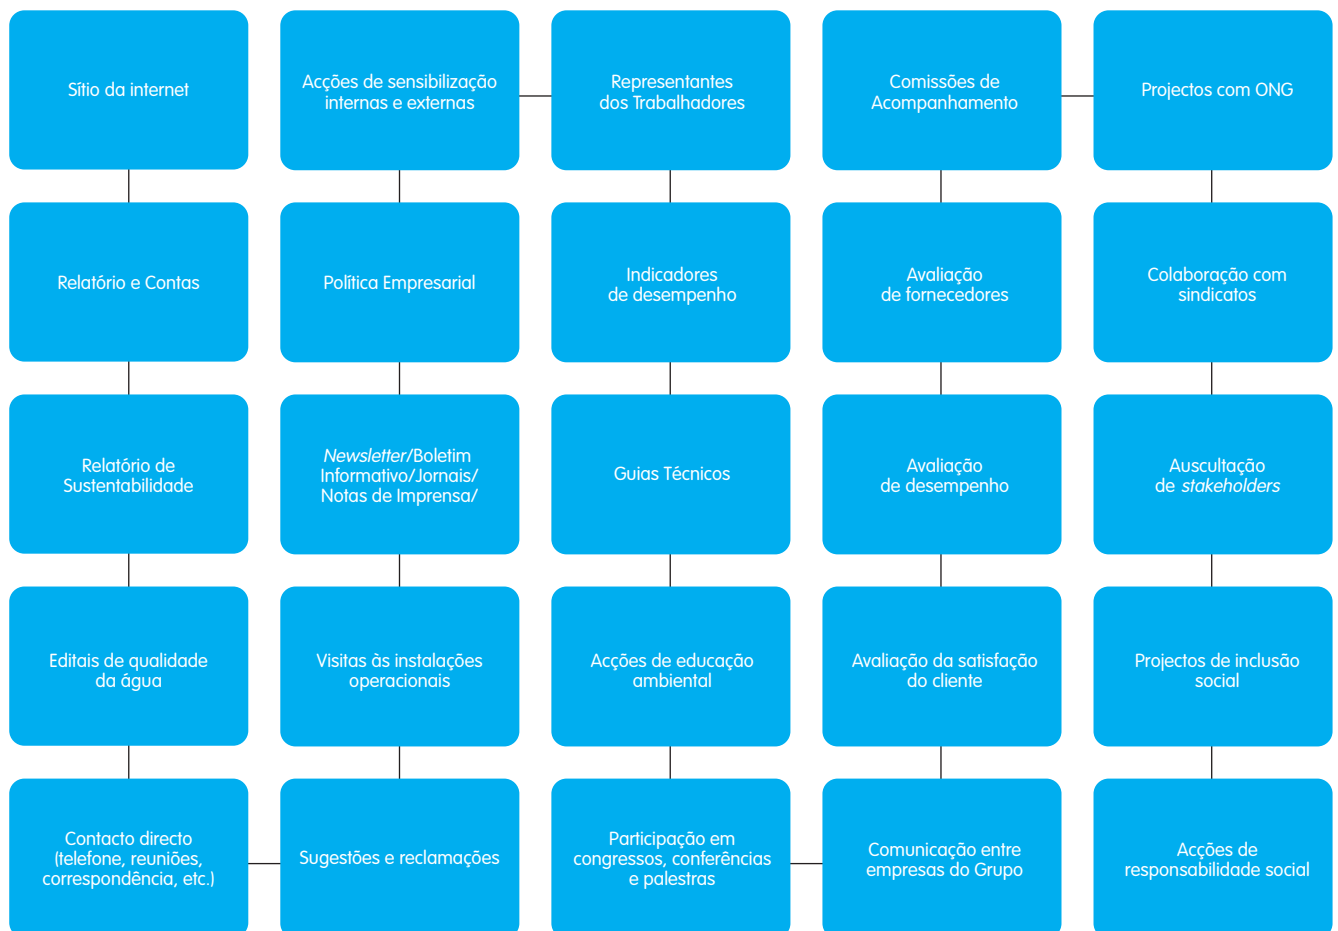 Sítio da internet
Acções de sensibilização
internas e externas
Representantes
dos Trabalhadores
Comissões de
Acompanhamento
Projectos com ONG
Relatório e Contas
Política Empresarial
Indicadores
de desempenho
Avaliação
de fornecedores
Colaboração com
sindicatos
Relatório de
Sustentabilidade
Newsletter/Boletim
Informativo/Jornais/
Notas de Imprensa/
Guias Técnicos
Avaliação
de desempenho
Auscultação
de stakeholders
Editais de qualidade
da água
Visitas às instalações
operacionais
Acções de educação
ambiental
Avaliação da satisfação
do cliente
Projectos de inclusão
social
Contacto directo
(telefone, reuniões,
correspondência, etc.)
Sugestões e reclamações
Participação em
congressos, conferências
e palestras
Comunicação entre
empresas do Grupo
Acções de
responsabilidade social